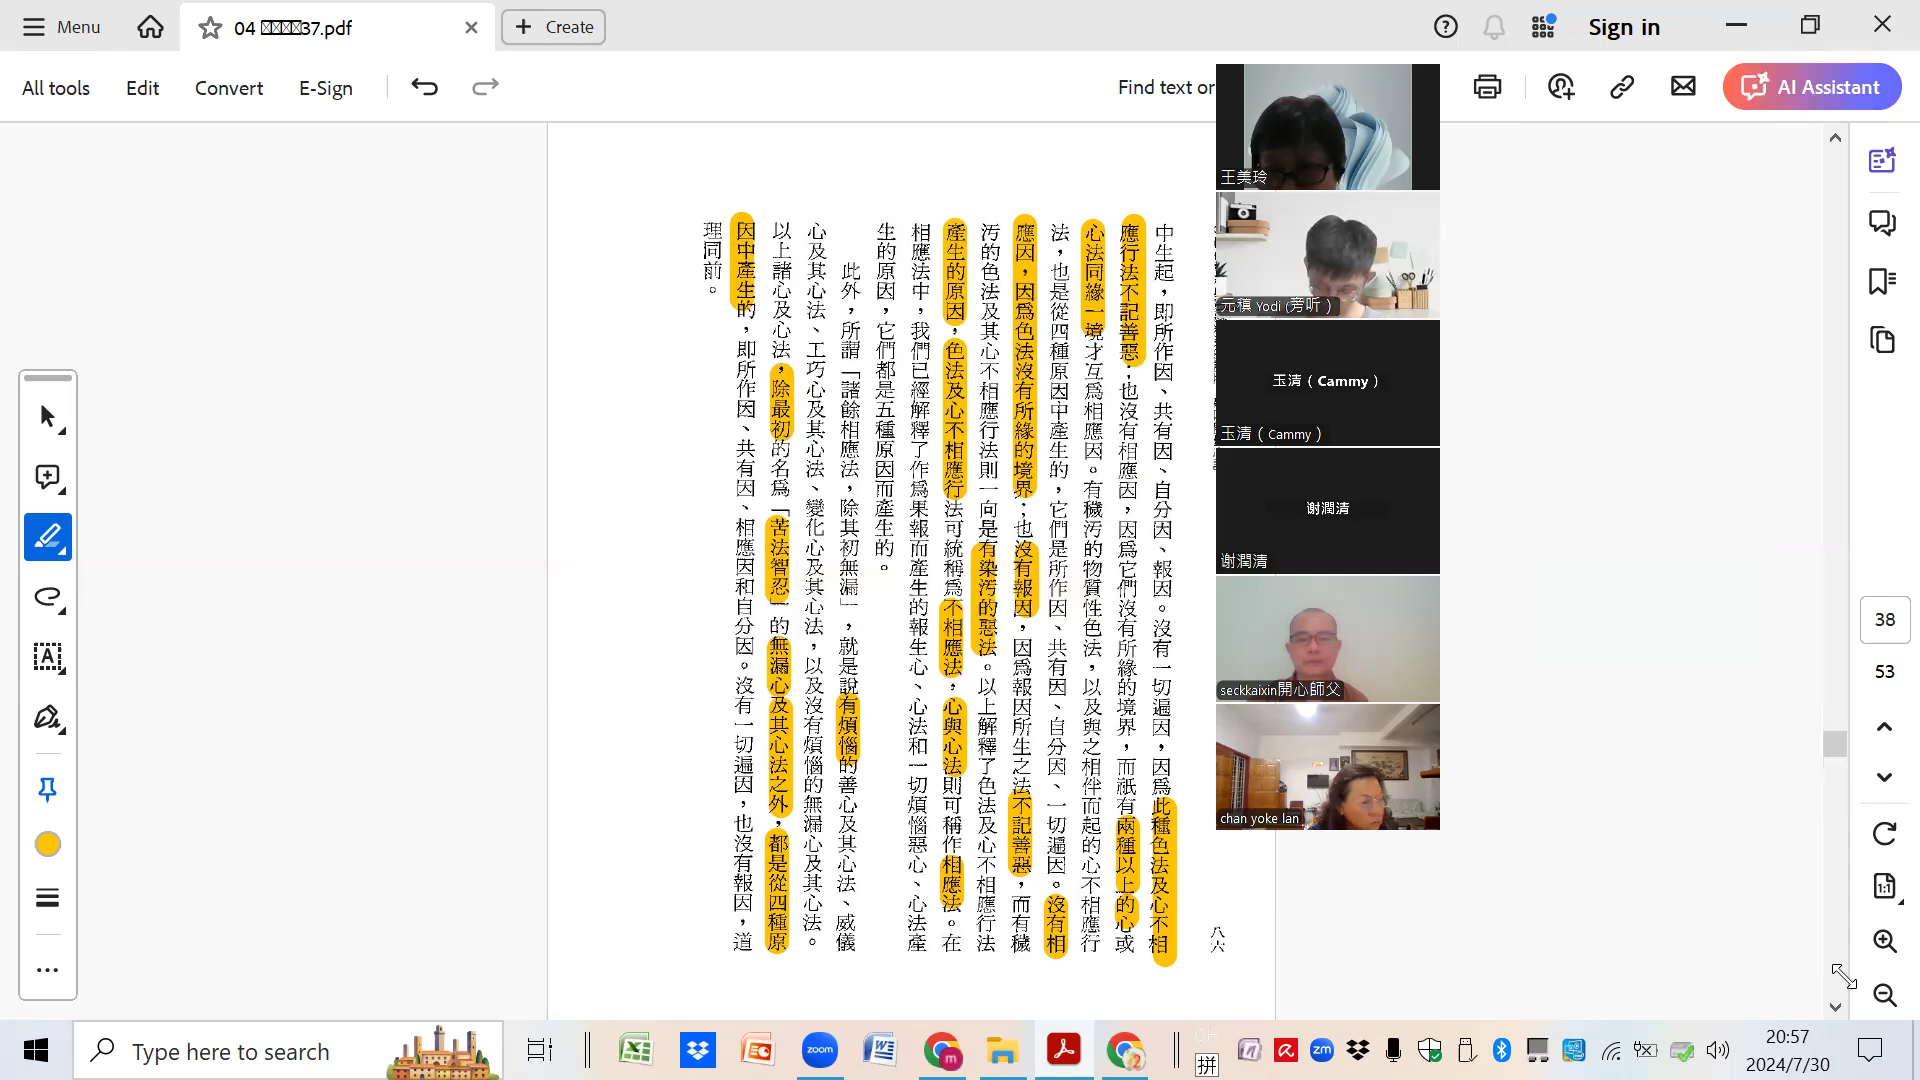 Menu
04 37.pdf
Create
Sign in
All tools
Edit
Convert
E-Sign
Find text or
AI Assistant
中生起，即所作因、共有因、自分因、報因。沒有一切遍因，因爲此種色法及心不相
應行法不記善惡；也沒有相應因，因爲它們沒有所緣的境界，而祇有兩種以上的心或
心法同緣一境才互爲相應因。有穢汚的物質性色法，以及與之相伴而起的心不相應行
法，也是從四種原因中產生的，它們是所作因、共有因、自分因、一切遍因。沒有相
應因，因爲色法沒有所緣的境界；也沒有報因，因爲報因所生之法不記善惡，而有穢
汚的色法及其心不相應行法則一向是有染汚的惡法。以上解釋了色法及心不相應行法
產生的原因，色法及心不相應行法可統稱爲不相應法，心與心法則可稱作相應法。在
相應法中，我們已經解釋了作爲果報而產生的報生心、心法和一切煩惱惡心、心法產
生的原因，它們都是五種原因而產生的。
此外，所謂「諸餘相應法，除其初無漏」，就是說有煩惱的善心及其心法、威儀
心及其心法、工巧心及其心法、變化心及其心法，以及沒有煩惱的無漏心及其心法。
以上諸心及心法，除最初的名爲「苦法智忍」的無漏心及其心法之外，都是從四種原
因中產生的，即所作因、共有因、相應因和自分因。沒有一切遍因，也沒有報因，道
理同前。
八六
王美玲
元稹 Yodi (旁听 )
玉清 ( Cammy )
玉清 ( Cammy )
谢潤清
谢潤清
seckkaixin開心師父
chan yoke lan
38
53
1:1
Type here to search
zoom
zm
拼
20:57
2024/7/30